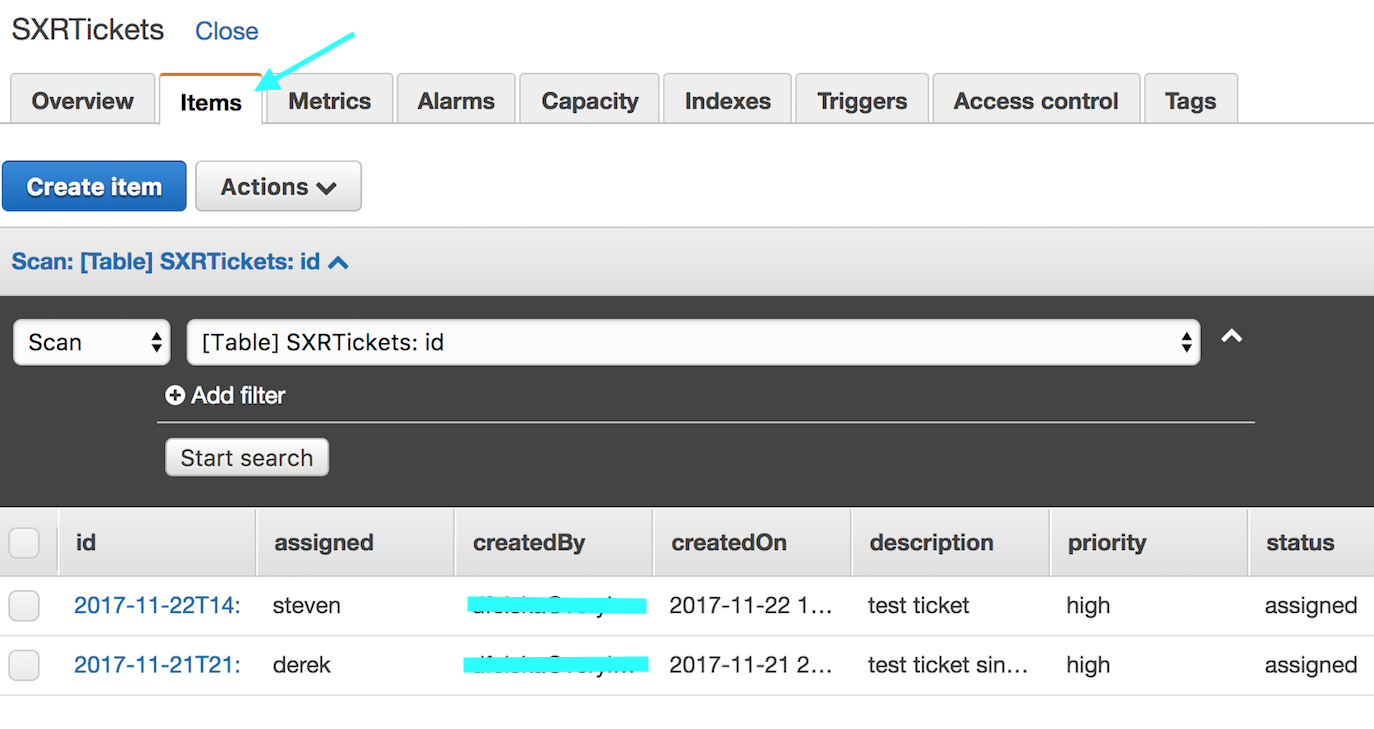 SXRTickets Close
Overview Items Metrics Alarms Capacity Indexes Triggers Access control Tags
Create item Actions
Scan: [Table] SXRTickets: id
Scan [Table] SXRTickets: id
Add filter
Start search
id assigned createdBy createdOn description priority status
2017-11-22T14: steven 2017-11-22 1... test ticket high assigned
2017-11-21T21: derek 2017-11-21 2... test ticket sin... high assigned